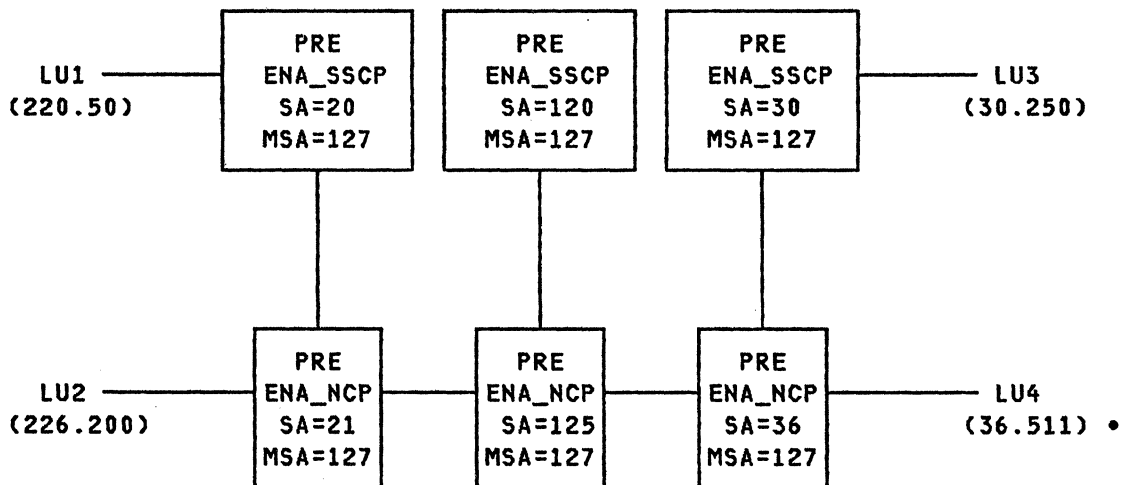 LU1
(220.50)
PRE
ENA_SSCP
SA=20
MSA=127
PRE
ENA_SSCP
SA=120
MSA=127
PRE
ENA_SSCP
SA=30
MSA=127
LU3
(30.250)
LU2
(226.200)
PRE
ENA_NCP
SA=21
MSA=127
PRE
ENA_NCP
SA=125
MSA=127
PRE
ENA_NCP
SA=36
MSA=127
LU4
(36.511) •